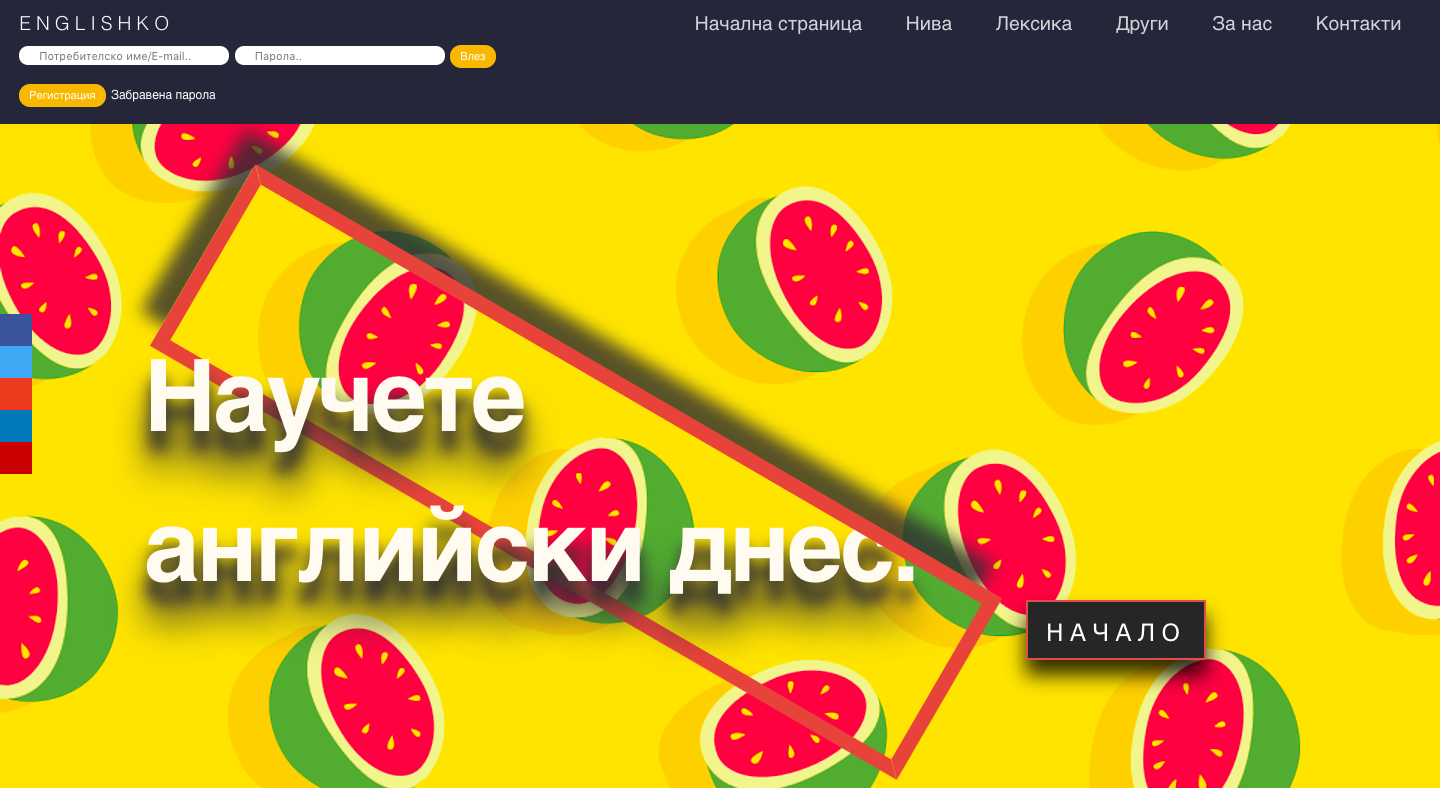 ENGLISHKO
Начална страница Нива Лексика Други За нас Контакти
Потребителско име/E-mail.. Парола.. Влез
Регистрация Забравена парола
Научете
английски днес.
НАЧАЛО